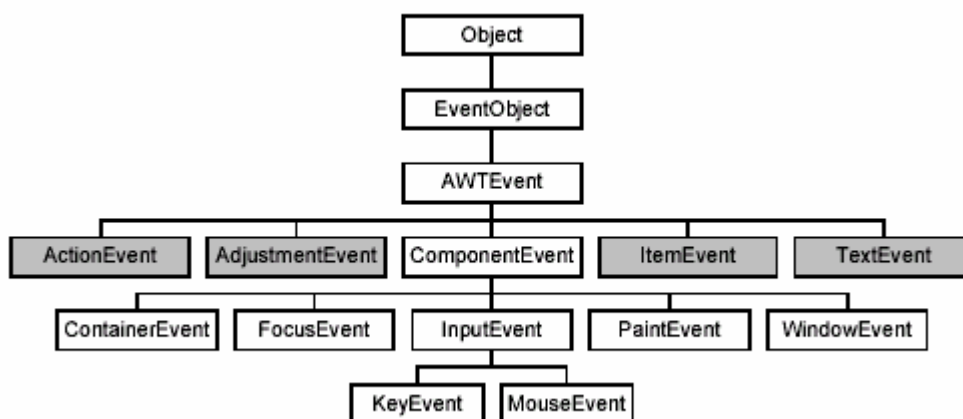 Object
EventObject
AWTEvent
ActionEvent
AdjustmentEvent
ComponentEvent
ItemEvent
TextEvent
ContainerEvent
FocusEvent
InputEvent
PaintEvent
WindowEvent
KeyEvent
MouseEvent